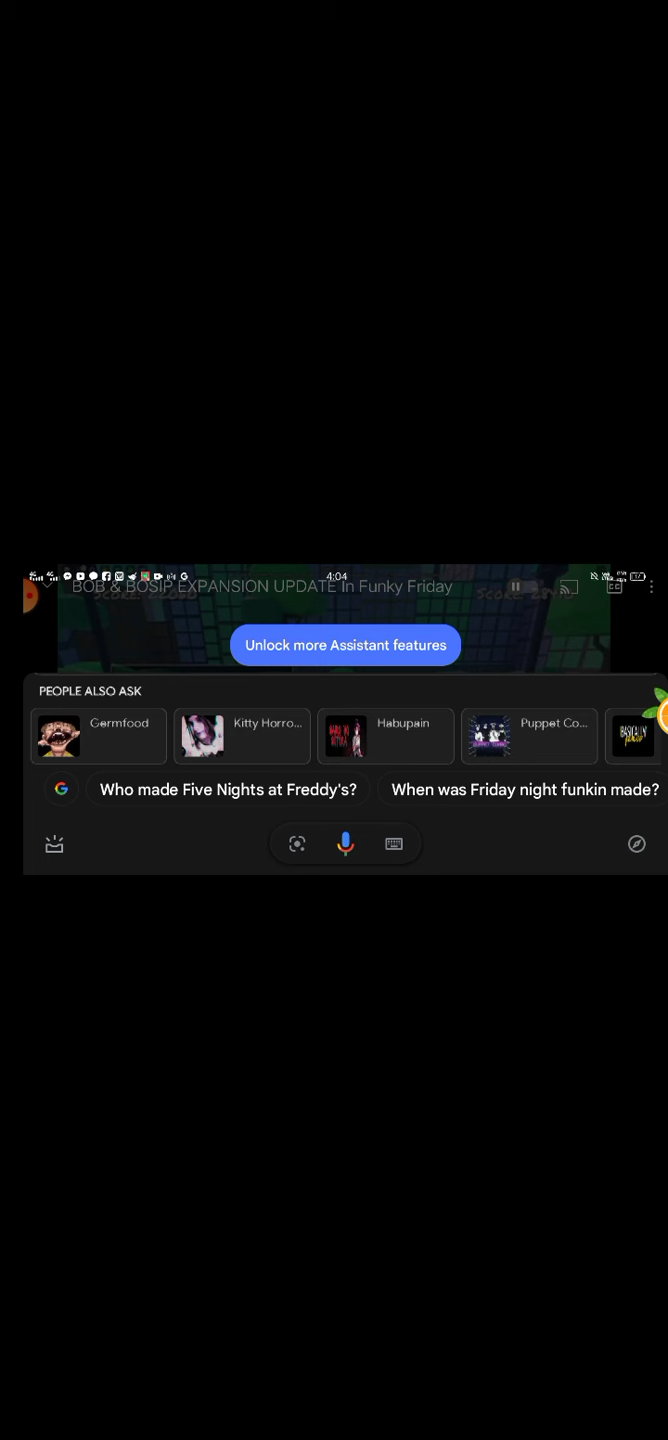 4:04
BOB & BOSIP EXPANSION UPDATE In Funky Friday
Unlock more Assistant features
PEOPLE ALSO ASK
Germfood
Kitty Horro...
Habupain
Puppet Co...
BASICALLY
Who made Five Nights at Freddy's?
When was Friday night funkin made?